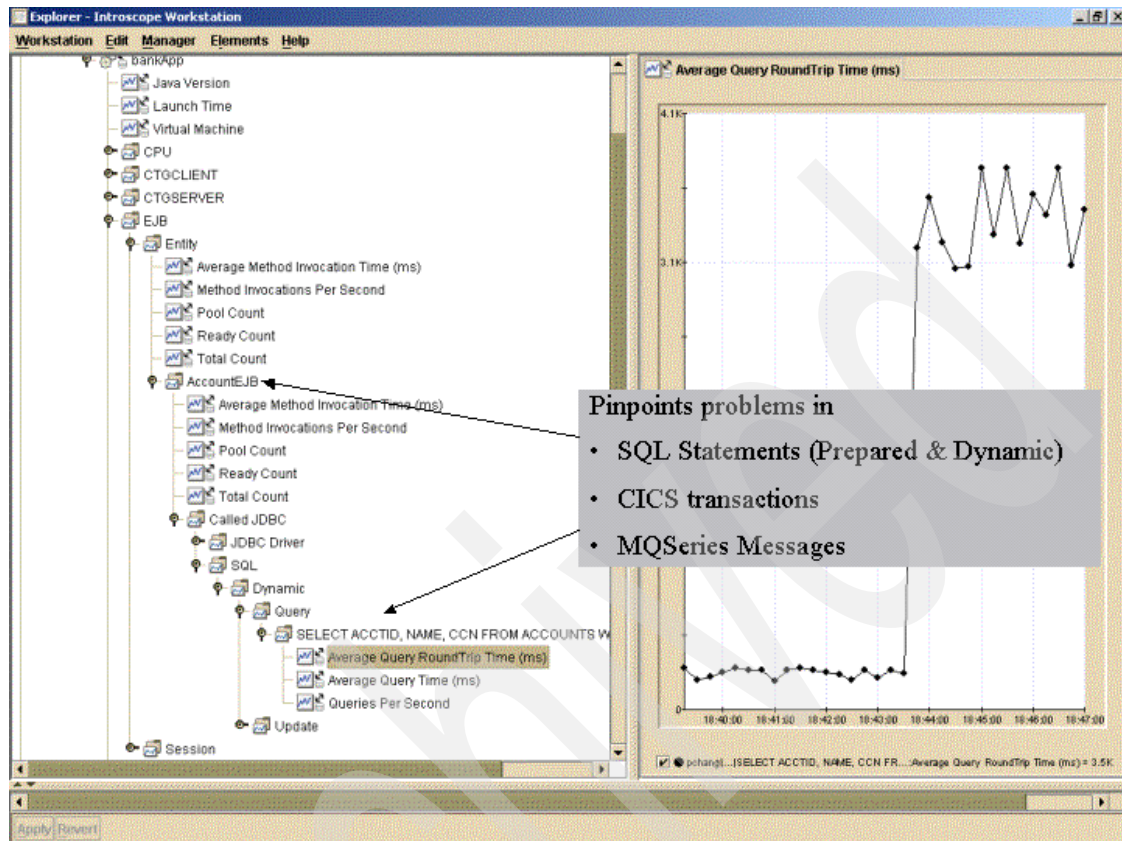 Explorer - Introscope Workstation
Workstation Edit Manager Elements Help
bankApp
Java Version
Launch Time
Virtual Machine
CPU
CTGCLIENT
CTGSERVER
EJB
Entity
Average Method Invocation Time (ms)
Method Invocations Per Second
Pool Count
Ready Count
Total Count
AccountEJB
Average Method Invocation Time (ms)
Method Invocations Per Second
Pool Count
Ready Count
Total Count
Called JDBC
JDBC Driver
SQL
Dynamic
Query
SELECT ACCTID, NAME, CCN FROM ACCOUNTS W
Average Query RoundTrip Time (ms)
Average Query Time (ms)
Queries Per Second
Update
Session
Apply Revert
Average Query RoundTrip Time (ms)
4.1K
3.1K
0
18:40:00 18:41:00 18:42:00 18:43:00 18:44:00 18:45:00 18:46:00 18:47:00
pchang(...|SELECT ACCTID, NAME, CCN FR...:Average Query RoundTrip Time (ms) = 3.5K
Pinpoints problems in
• SQL Statements (Prepared & Dynamic)
• CICS transactions
• MQSeries Messages